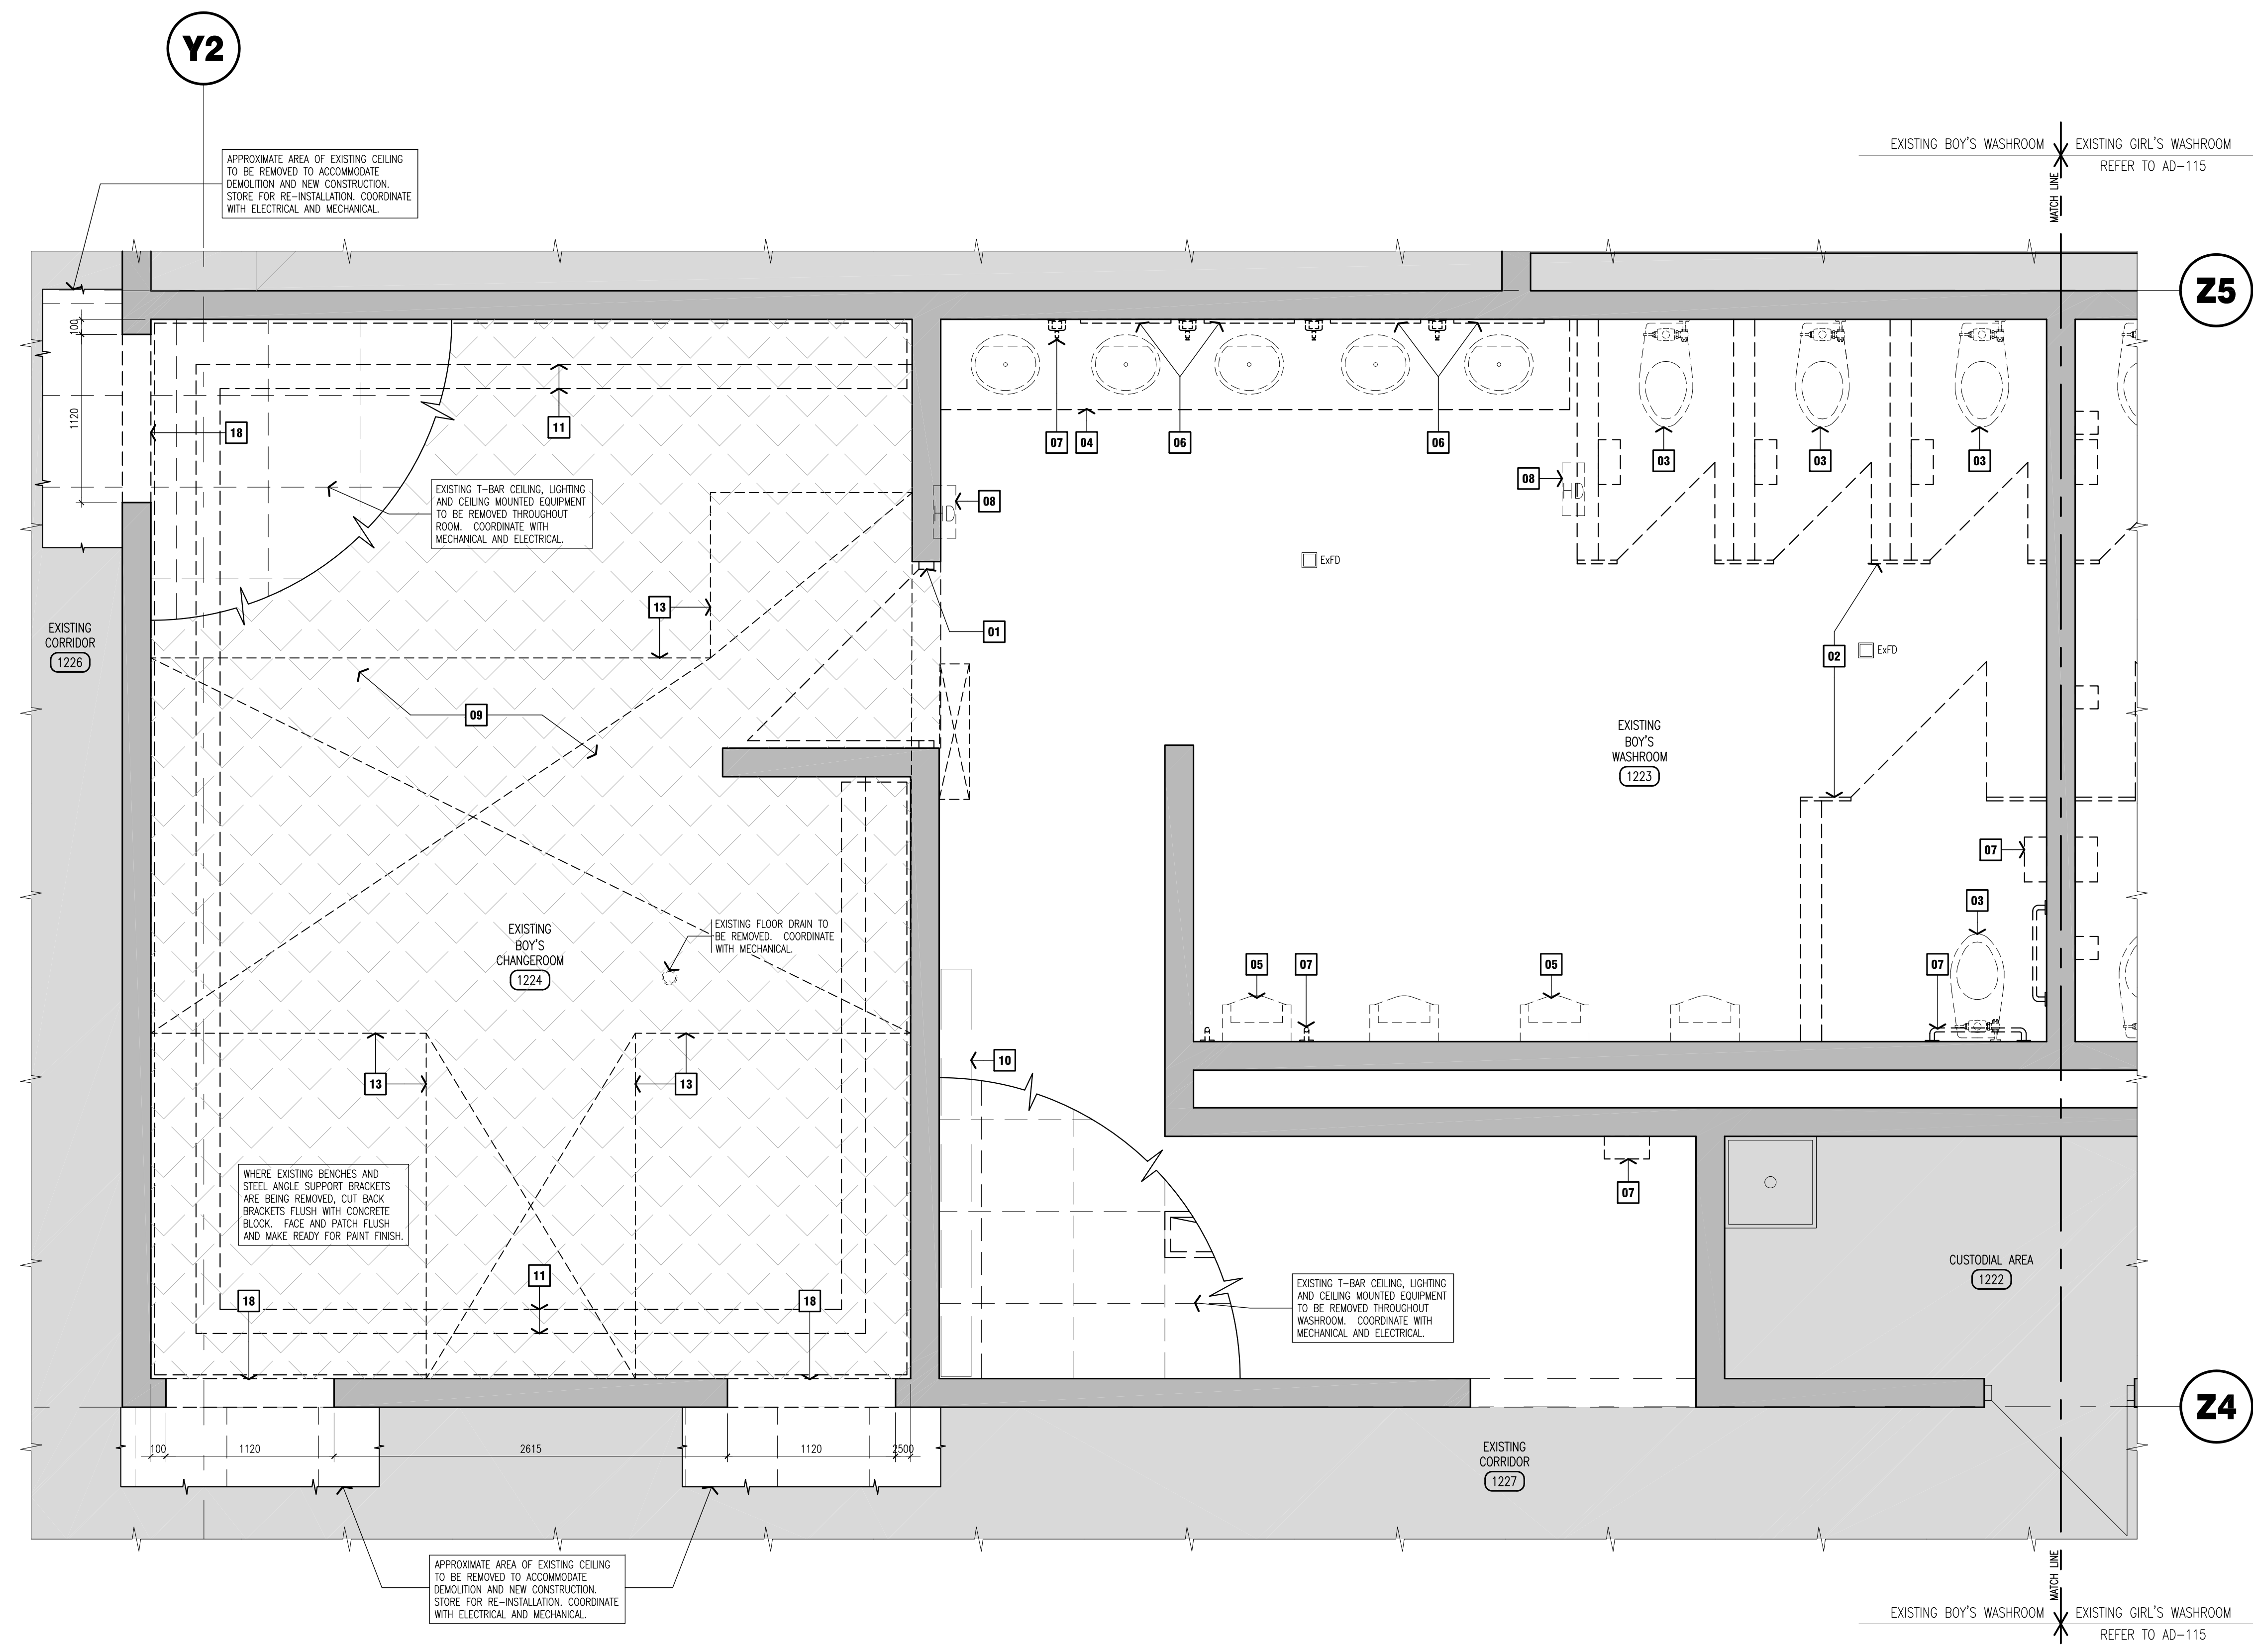 Y2
APPROXIMATE AREA OF EXISTING CEILING
TO BE REMOVED TO ACCOMMODATE
DEMOLITION AND NEW CONSTRUCTION.
STORE FOR RE-INSTALLATION. COORDINATE
WITH ELECTRICAL AND MECHANICAL.
EXISTING BOY'S WASHROOM
EXISTING GIRL'S WASHROOM
REFER TO AD-115
MATCH LINE
Z5
100
1120
18
11
07
04
06
06
03
03
03
EXISTING T-BAR CEILING, LIGHTING
AND CEILING MOUNTED EQUIPMENT
TO BE REMOVED THROUGHOUT
ROOM. COORDINATE WITH
MECHANICAL AND ELECTRICAL.
08
HD
08
HD
ExFD
13
01
EXISTING
CORRIDOR
1226
02
ExFD
09
EXISTING
BOY'S
WASHROOM
1223
07
03
EXISTING
BOY'S
CHANGEROOM
1224
EXISTING FLOOR DRAIN TO
BE REMOVED. COORDINATE
WITH MECHANICAL.
05
07
05
07
10
13
13
WHERE EXISTING BENCHES AND
STEEL ANGLE SUPPORT BRACKETS
ARE BEING REMOVED, CUT BACK
BRACKETS FLUSH WITH CONCRETE
BLOCK. FACE AND PATCH FLUSH
AND MAKE READY FOR PAINT FINISH.
07
11
18
18
EXISTING T-BAR CEILING, LIGHTING
AND CEILING MOUNTED EQUIPMENT
TO BE REMOVED THROUGHOUT
WASHROOM. COORDINATE WITH
MECHANICAL AND ELECTRICAL.
CUSTODIAL AREA
1222
Z4
100
1120
2615
1120
2500
EXISTING
CORRIDOR
1227
APPROXIMATE AREA OF EXISTING CEILING
TO BE REMOVED TO ACCOMMODATE
DEMOLITION AND NEW CONSTRUCTION.
STORE FOR RE-INSTALLATION. COORDINATE
WITH ELECTRICAL AND MECHANICAL.
MATCH LINE
EXISTING BOY'S WASHROOM
EXISTING GIRL'S WASHROOM
REFER TO AD-115